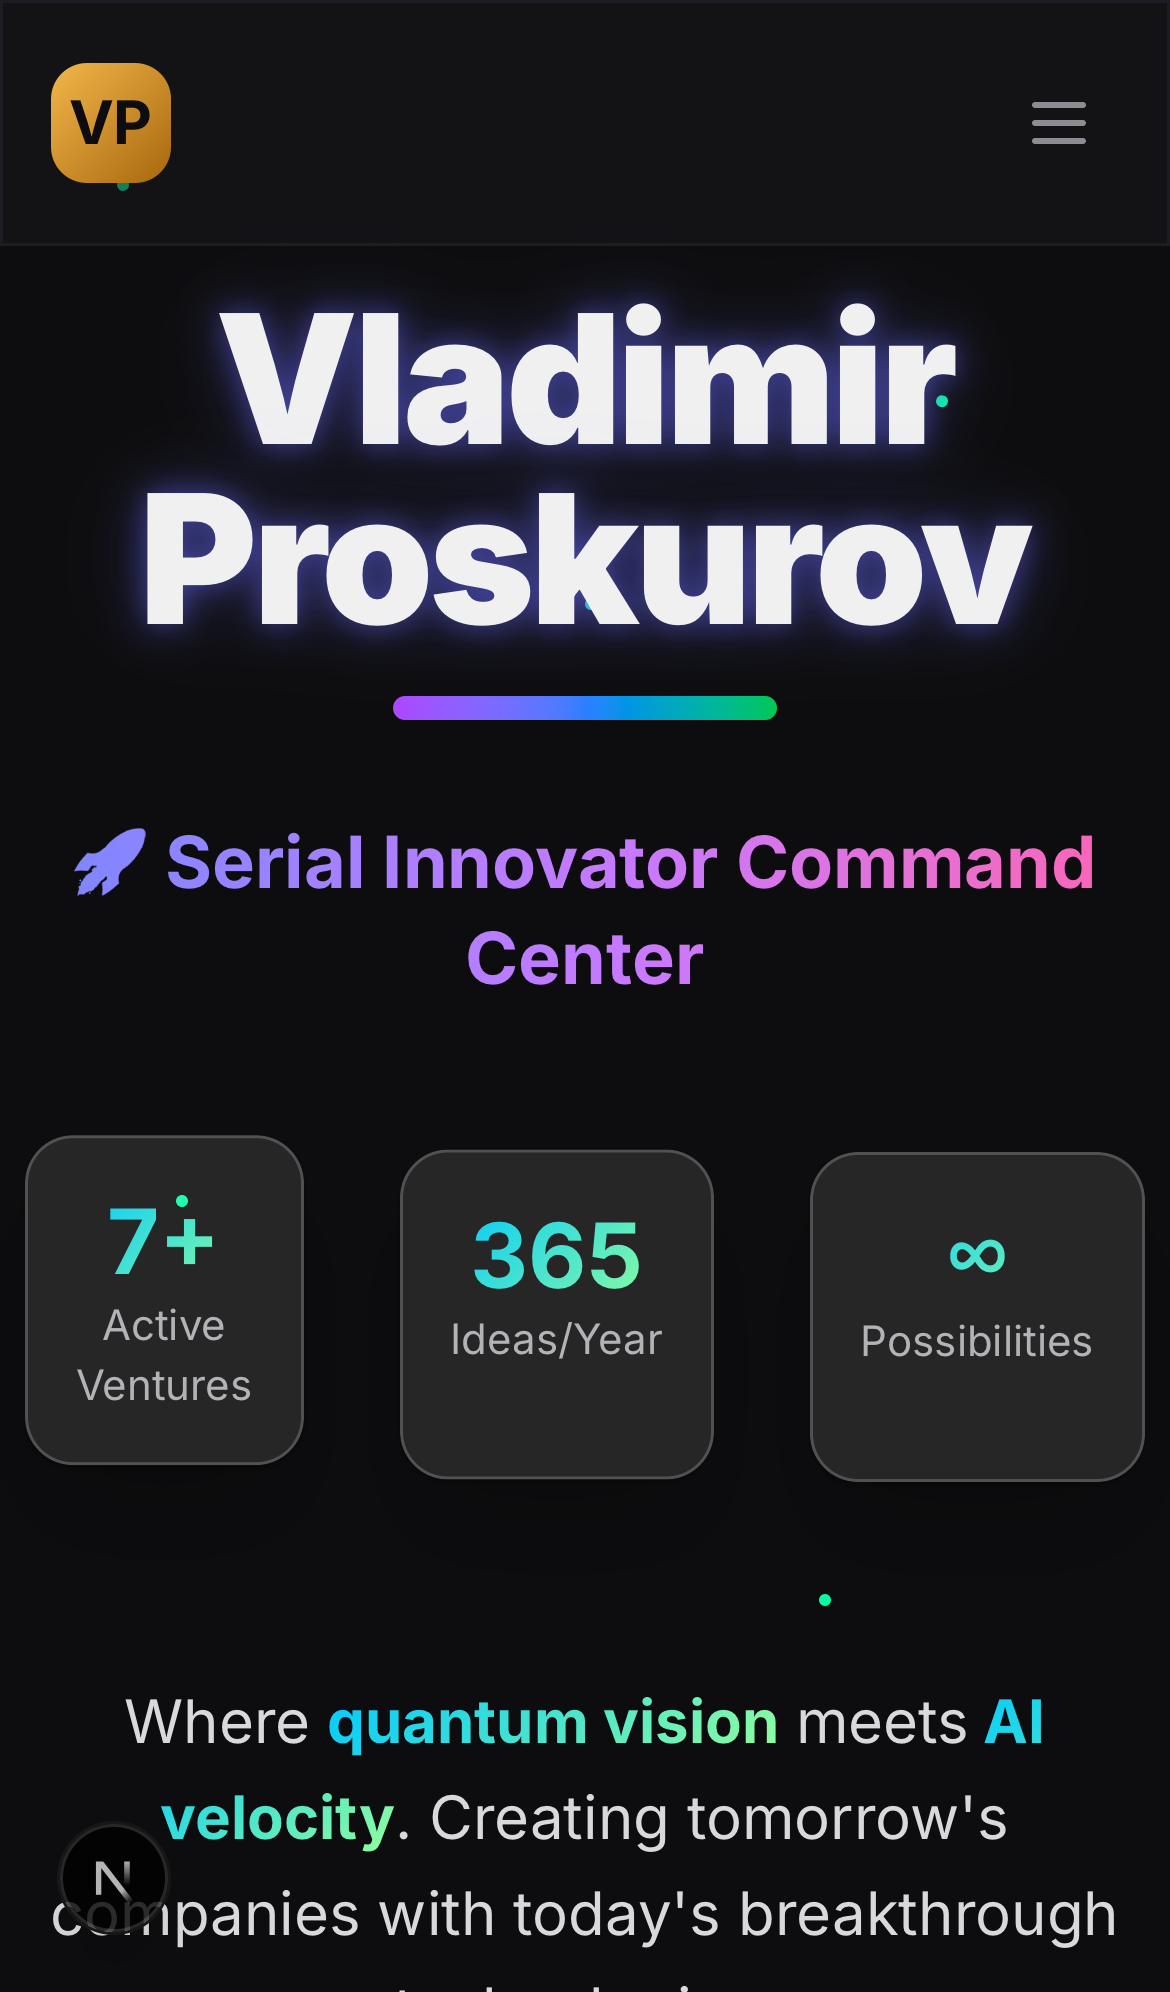 VP
Vladimir
Proskurov
🚀 Serial Innovator Command
Center
7+
Active
Ventures
365
Ideas/Year
∞
Possibilities
Where quantum vision meets AI
velocity. Creating tomorrow's
companies with today's breakthrough
N